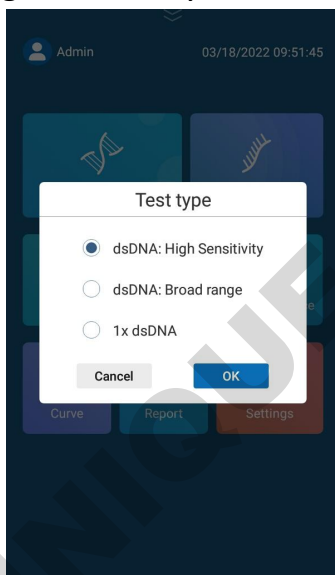 Admin
03/18/2022 09:51:45
Test type
dsDNA: High Sensitivity
dsDNA: Broad range
1x dsDNA
Cancel
OK
Curve
Report
Settings